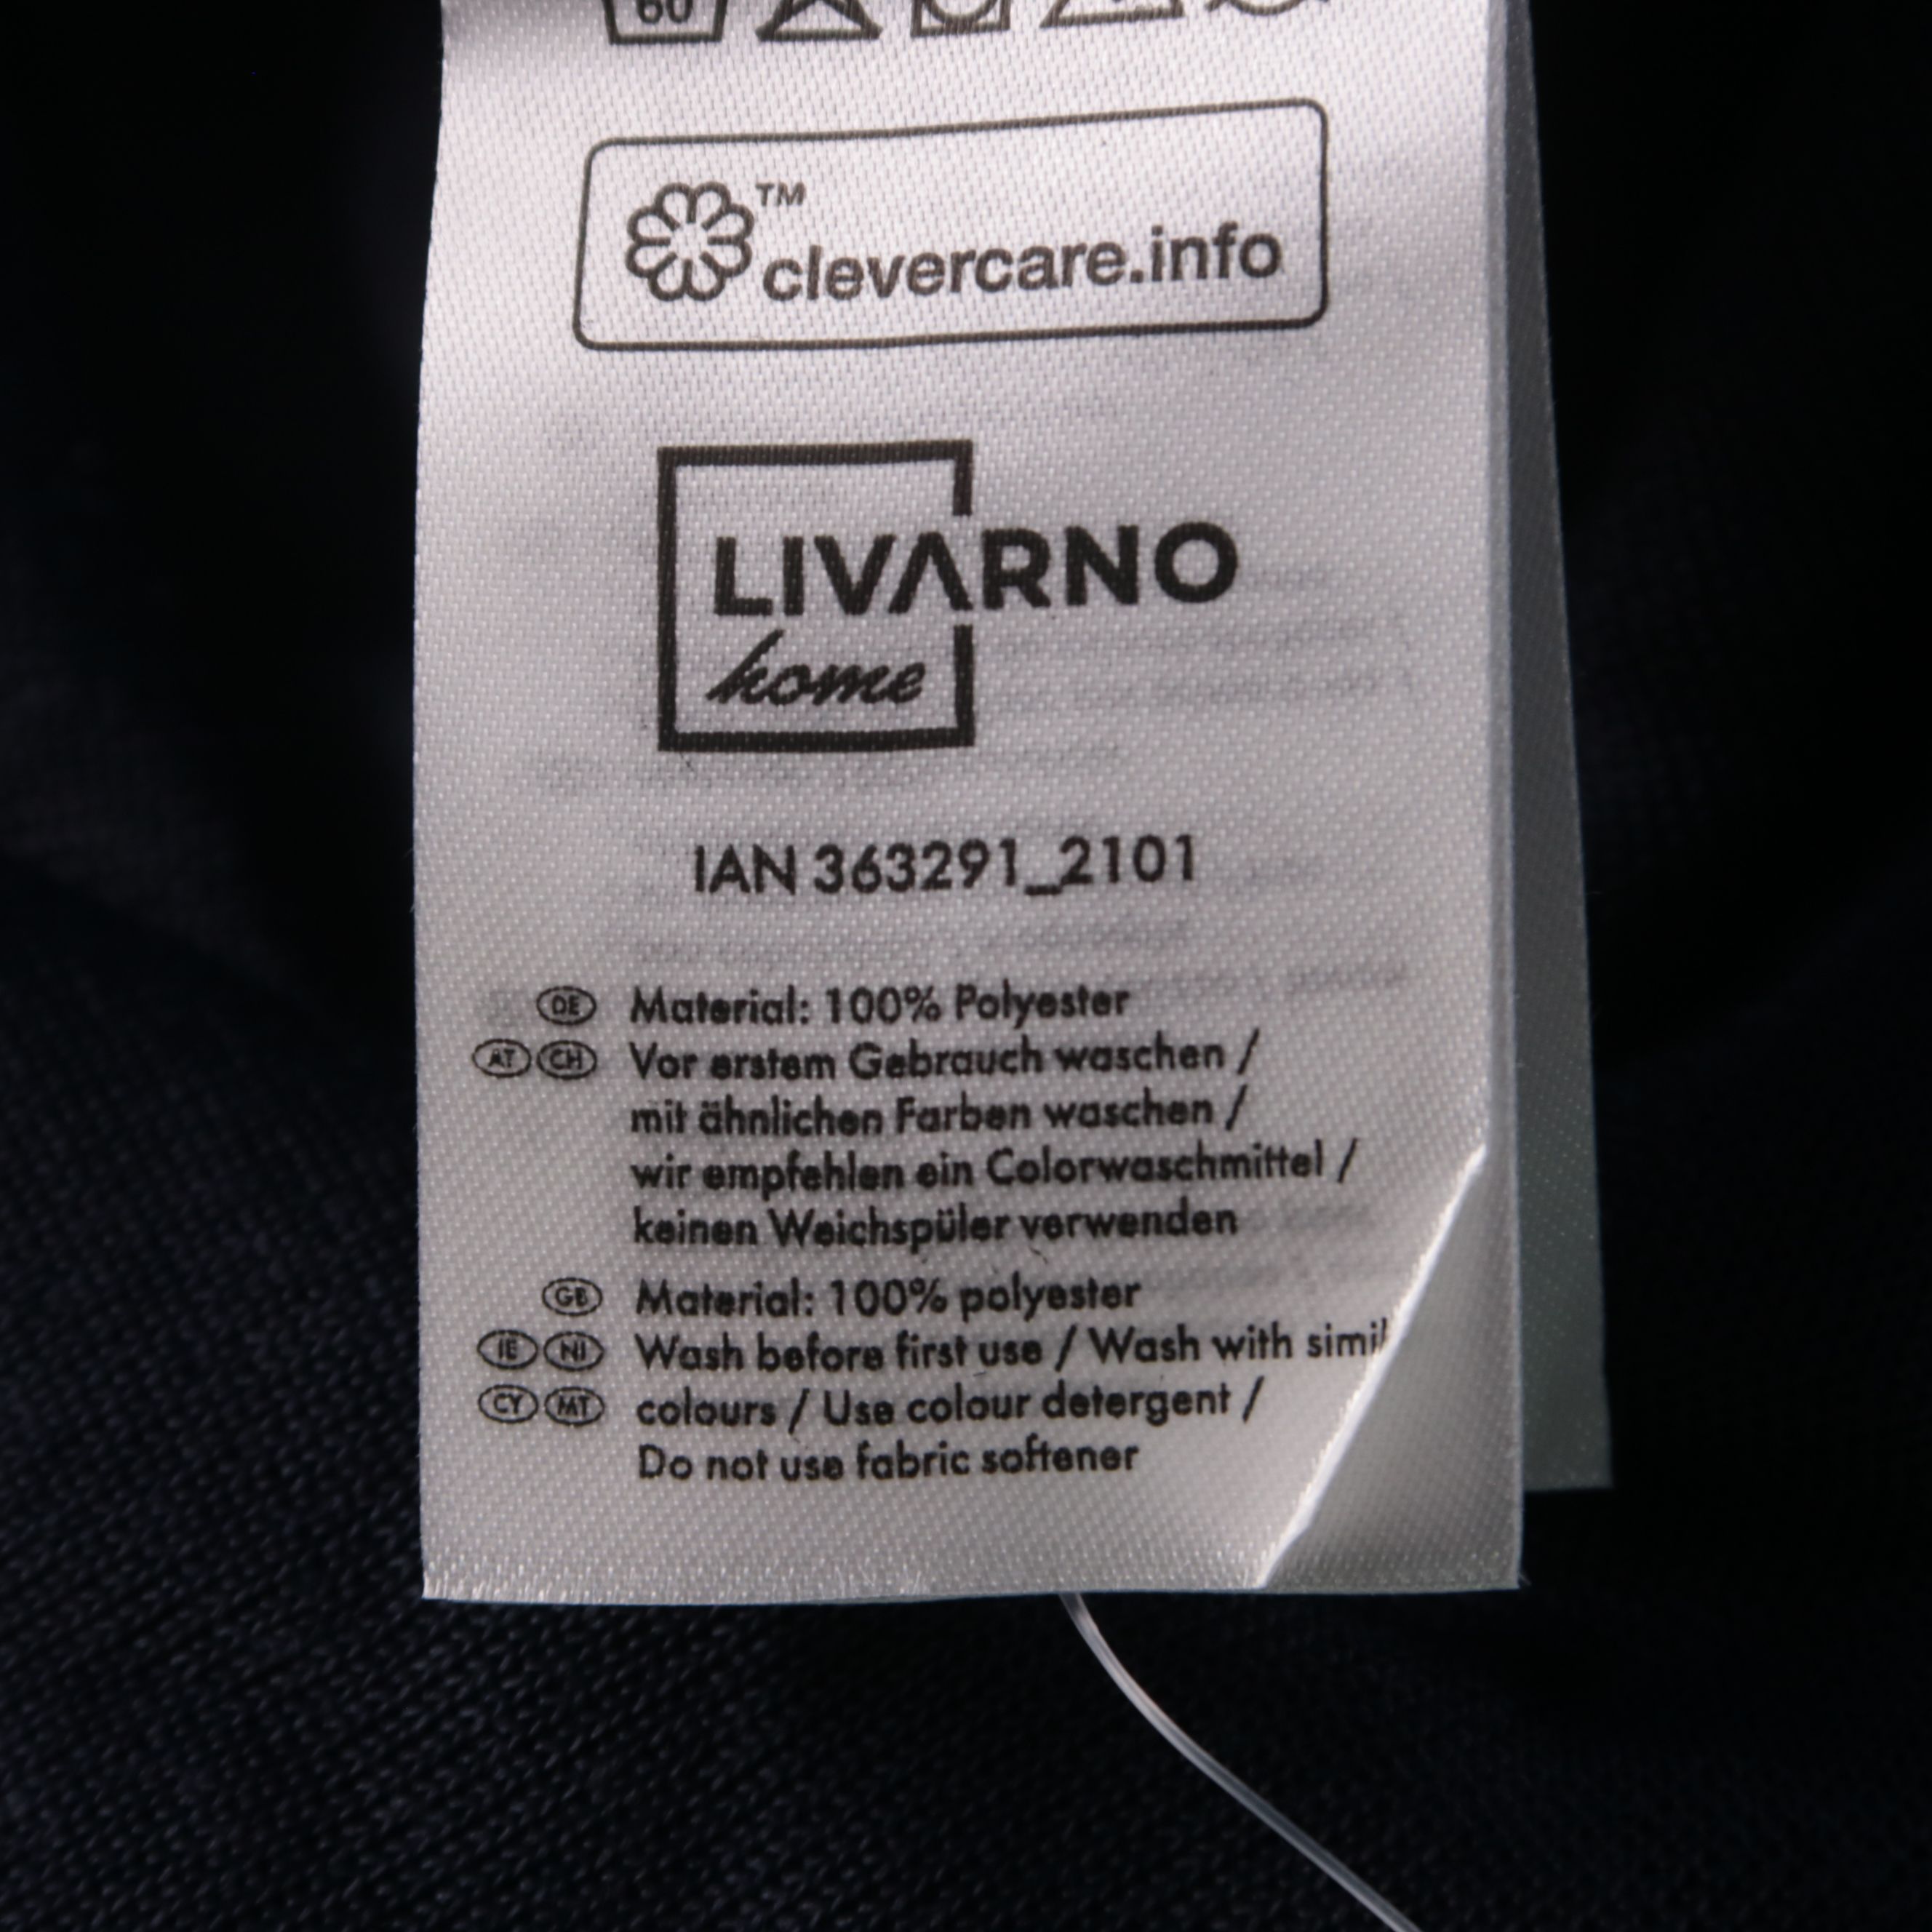 60
™
clevercare.info
LIVARNO
home
IAN 363291_2101
DE Material: 100% Polyester
AT CH Vor erstem Gebrauch waschen /
mit ähnlichen Farben waschen /
wir empfehlen ein Colorwaschmittel /
keinen Weichspüler verwenden
GB Material: 100% polyester
IE NI Wash before first use / Wash with simil
CY MT colours / Use colour detergent /
Do not use fabric softener